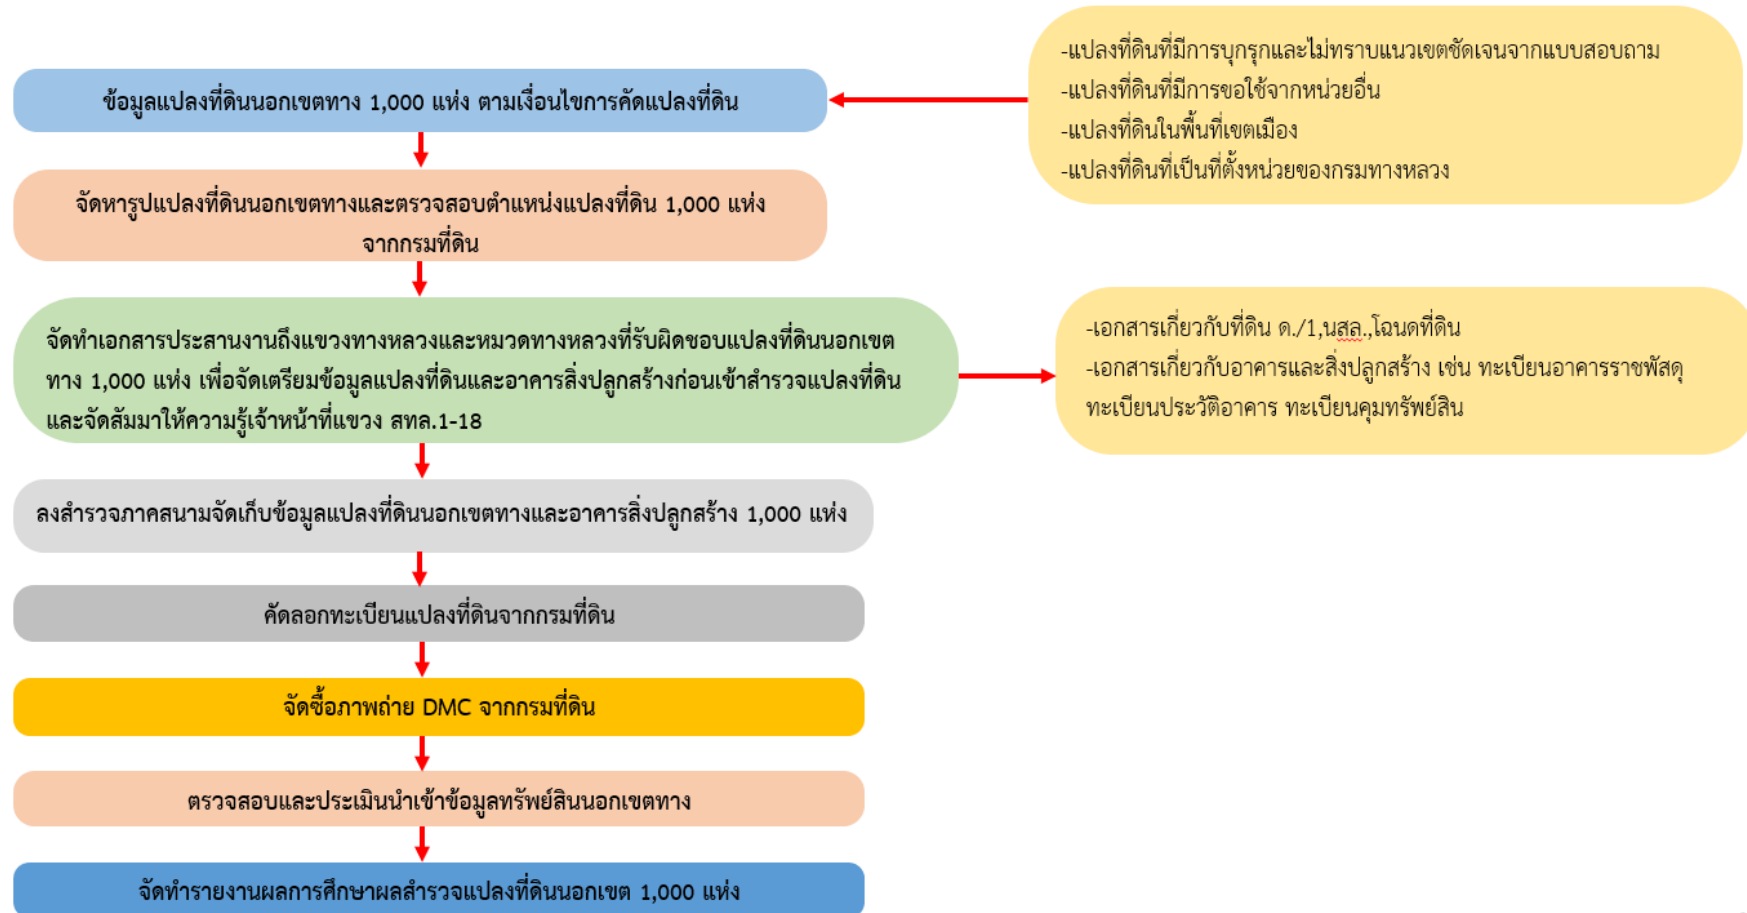 -แปลงที่ดินที่มีการบุกรุกและไม่ทราบแนวเขตชัดเจนจากแบบสอบถาม
-แปลงที่ดินที่มีการขอใช้จากหน่วยอื่น
-แปลงที่ดินในพื้นที่เขตเมือง
-แปลงที่ดินที่เป็นที่ตั้งหน่วยของกรมทางหลวง
ข้อมูลแปลงที่ดินนอกเขตทาง 1,000 แห่ง ตามเงื่อนไขการคัดแปลงที่ดิน
จัดหารูปแปลงที่ดินนอกเขตทางและตรวจสอบตำแหน่งแปลงที่ดิน 1,000 แห่ง
จากกรมที่ดิน
จัดทำเอกสารประสานงานถึงแขวงทางหลวงและหมวดทางหลวงที่รับผิดชอบแปลงที่ดินนอกเขต
ทาง 1,000 แห่ง เพื่อจัดเตรียมข้อมูลแปลงที่ดินและอาคารสิ่งปลูกสร้างก่อนเข้าสำรวจแปลงที่ดิน
และจัดสัมมาให้ความรู้เจ้าหน้าที่แขวง สทล.1-18
-เอกสารเกี่ยวกับที่ดิน ด./1,นสล.,โฉนดที่ดิน
-เอกสารเกี่ยวกับอาคารและสิ่งปลูกสร้าง เช่น ทะเบียนอาคารราชพัสดุ
ทะเบียนประวัติอาคาร ทะเบียนคุมทรัพย์สิน
ลงสำรวจภาคสนามจัดเก็บข้อมูลแปลงที่ดินนอกเขตทางและอาคารสิ่งปลูกสร้าง 1,000 แห่ง
คัดลอกทะเบียนแปลงที่ดินจากกรมที่ดิน
จัดซื้อภาพถ่าย DMC จากกรมที่ดิน
ตรวจสอบและประเมินนำเข้าข้อมูลทรัพย์สินนอกเขตทาง
จัดทำรายงานผลการศึกษาผลสำรวจแปลงที่ดินนอกเขต 1,000 แห่ง